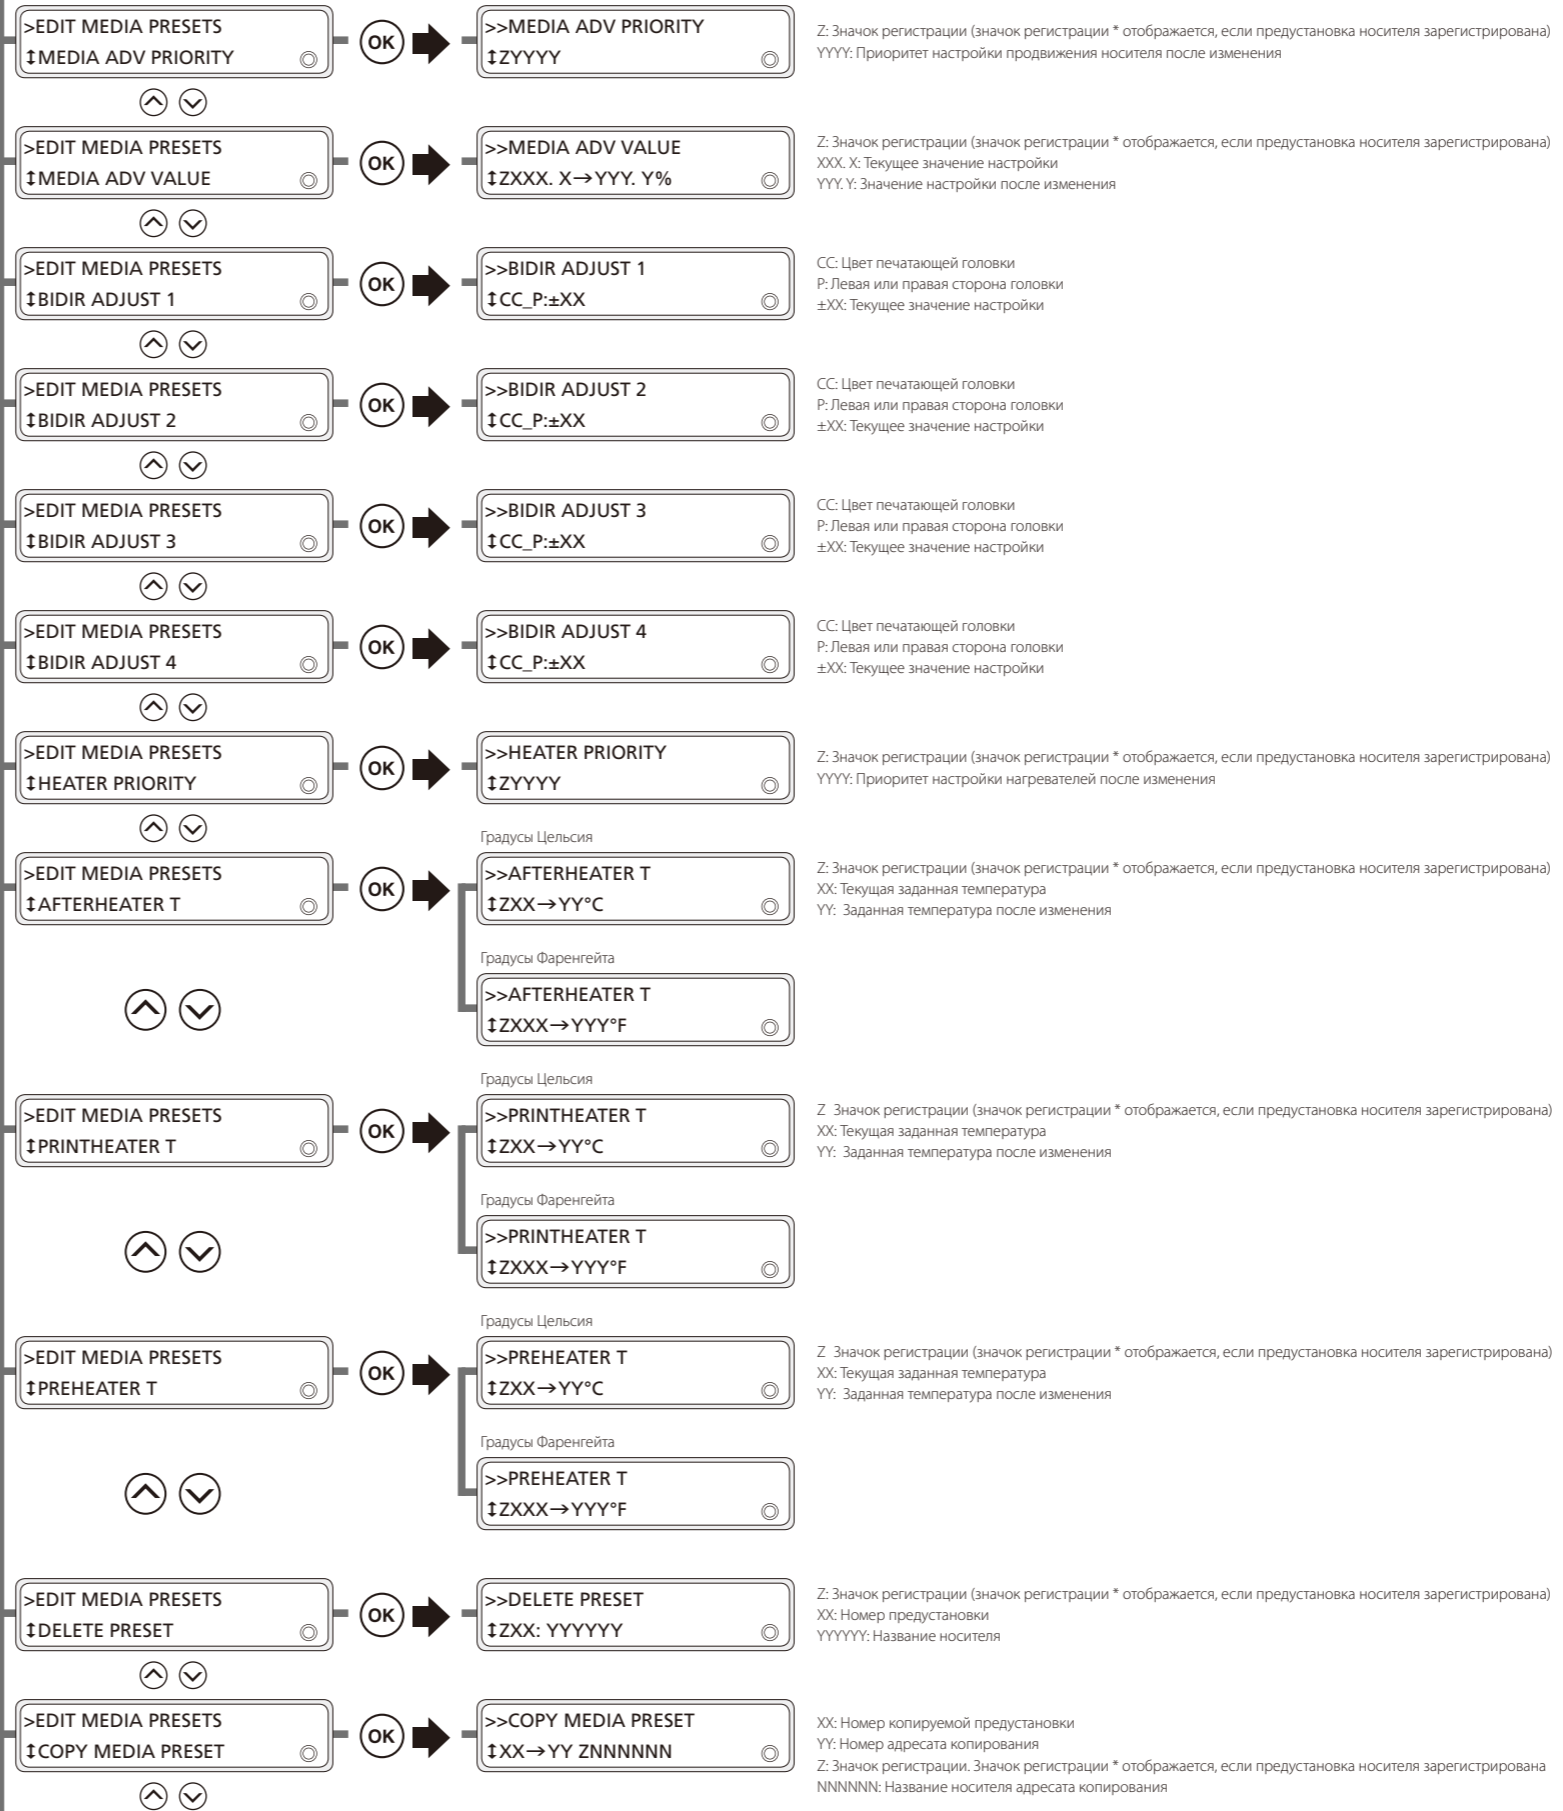 >EDIT MEDIA PRESETS
↕MEDIA ADV PRIORITY ◎
OK
>>MEDIA ADV PRIORITY
↕ZYYYY ◎
Z: Значок регистрации (значок регистрации * отображается, если предустановка носителя зарегистрирована)
YYYY: Приоритет настройки продвижения носителя после изменения
>EDIT MEDIA PRESETS
↕MEDIA ADV VALUE ◎
OK
>>MEDIA ADV VALUE
↕ZXXX. X→YYY. Y% ◎
Z: Значок регистрации (значок регистрации * отображается, если предустановка носителя зарегистрирована)
XXX. X: Текущее значение настройки
YYY. Y: Значение настройки после изменения
>EDIT MEDIA PRESETS
↕BIDIR ADJUST 1 ◎
OK
>>BIDIR ADJUST 1
↕CC_P:±XX ◎
CC: Цвет печатающей головки
P: Левая или правая сторона головки
±XX: Текущее значение настройки
>EDIT MEDIA PRESETS
↕BIDIR ADJUST 2 ◎
OK
>>BIDIR ADJUST 2
↕CC_P:±XX ◎
CC: Цвет печатающей головки
P: Левая или правая сторона головки
±XX: Текущее значение настройки
>EDIT MEDIA PRESETS
↕BIDIR ADJUST 3 ◎
OK
>>BIDIR ADJUST 3
↕CC_P:±XX ◎
CC: Цвет печатающей головки
P: Левая или правая сторона головки
±XX: Текущее значение настройки
>EDIT MEDIA PRESETS
↕BIDIR ADJUST 4 ◎
OK
>>BIDIR ADJUST 4
↕CC_P:±XX ◎
CC: Цвет печатающей головки
P: Левая или правая сторона головки
±XX: Текущее значение настройки
>EDIT MEDIA PRESETS
↕HEATER PRIORITY ◎
OK
>>HEATER PRIORITY
↕ZYYYY ◎
Z: Значок регистрации (значок регистрации * отображается, если предустановка носителя зарегистрирована)
YYYY: Приоритет настройки нагревателей после изменения
>EDIT MEDIA PRESETS
↕AFTERHEATER T ◎
OK
Градусы Цельсия
>>AFTERHEATER T
↕ZXX→YY°C ◎
Z: Значок регистрации (значок регистрации * отображается, если предустановка носителя зарегистрирована)
XX: Текущая заданная температура
YY: Заданная температура после изменения
Градусы Фаренгейта
>>AFTERHEATER T
↕ZXXX→YYY°F ◎
>EDIT MEDIA PRESETS
↕PRINTHEATER T ◎
OK
Градусы Цельсия
>>PRINTHEATER T
↕ZXX→YY°C ◎
Z Значок регистрации (значок регистрации * отображается, если предустановка носителя зарегистрирована)
XX: Текущая заданная температура
YY: Заданная температура после изменения
Градусы Фаренгейта
>>PRINTHEATER T
↕ZXXX→YYY°F ◎
>EDIT MEDIA PRESETS
↕PREHEATER T ◎
OK
Градусы Цельсия
>>PREHEATER T
↕ZXX→YY°C ◎
Z Значок регистрации (значок регистрации * отображается, если предустановка носителя зарегистрирована)
XX: Текущая заданная температура
YY: Заданная температура после изменения
Градусы Фаренгейта
>>PREHEATER T
↕ZXXX→YYY°F ◎
>EDIT MEDIA PRESETS
↕DELETE PRESET ◎
OK
>>DELETE PRESET
↕ZXX: YYYYYY ◎
Z: Значок регистрации (значок регистрации * отображается, если предустановка носителя зарегистрирована)
XX: Номер предустановки
YYYYYY: Название носителя
>EDIT MEDIA PRESETS
↕COPY MEDIA PRESET ◎
OK
>>COPY MEDIA PRESET
↕XX→YY ZNNNNNN ◎
XX: Номер копируемой предустановки
YY: Номер адресата копирования
Z: Значок регистрации. Значок регистрации * отображается, если предустановка носителя зарегистрирована
NNNNNN: Название носителя адресата копирования